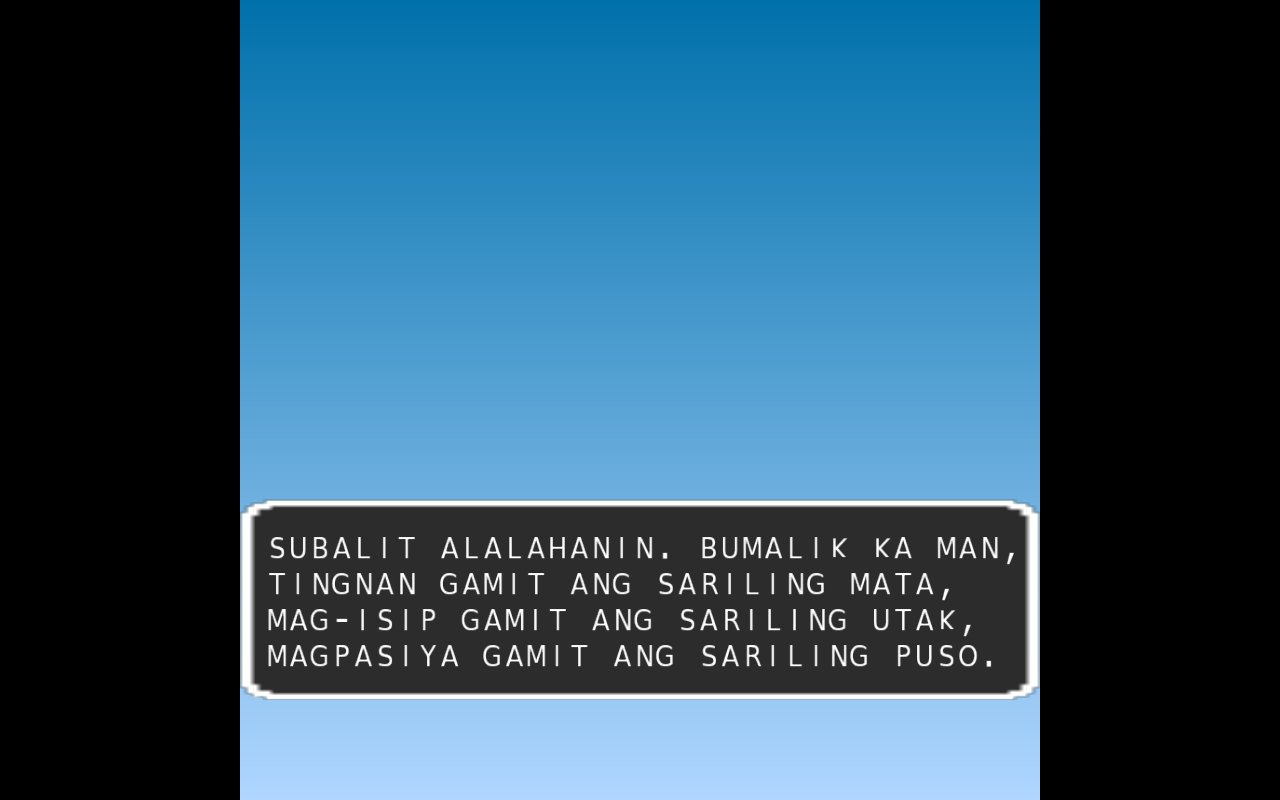 SUBALIT ALALAHANIN. BUMALIK KA MAN,
TINGNAN GAMIT ANG SARILING MATA,
MAG-ISIP GAMIT ANG SARILING UTAK,
MAGPASIYA GAMIT ANG SARILING PUSO.